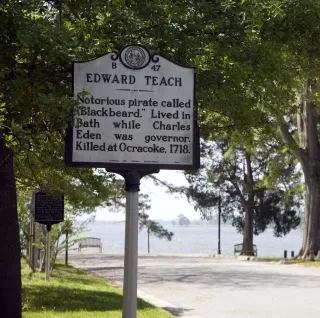 B 47
EDWARD TEACH
Notorious pirate called
"Blackbeard." Lived in
Bath while Charles
Eden was governor.
Killed at Ocracoke, 1718.